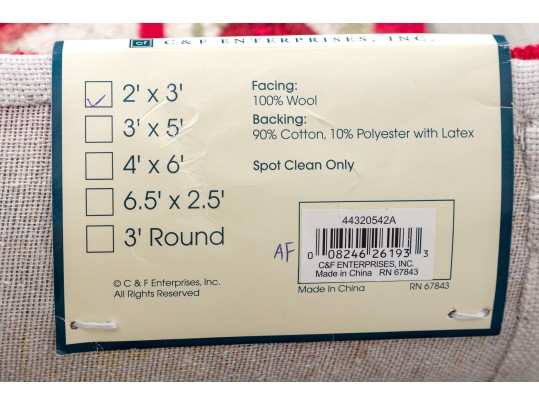 cf C&F ENTERPRISES, INC.
2' x 3'
3' x 5'
4' x 6'
6.5' x 2.5'
3' Round
Facing:
100% Wool
Backing:
90% Cotton, 10% Polyester with Latex
Spot Clean Only
44320542A
AF
0 08246 26193 3
C&F ENTERPRISES, INC.
Made in China RN 67843
Made In China RN 67843
© C & F Enterprises, Inc.
All Rights Reserved